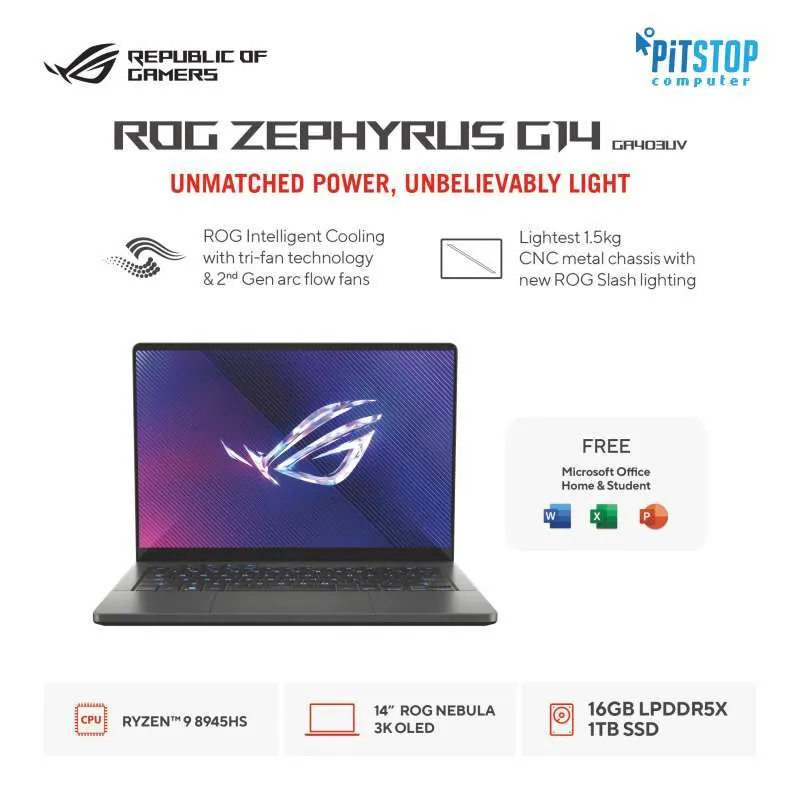 REPUBLIC OF
GAMERS
PiTSTOP
computer
ROG ZEPHYRUS G14 GA403UV
UNMATCHED POWER, UNBELIEVABLY LIGHT
ROG Intelligent Cooling
with tri-fan technology
& 2nd Gen arc flow fans
Lightest 1.5kg
CNC metal chassis with
new ROG Slash lighting
FREE
Microsoft Office
Home & Student
W X P
CPU
RYZEN™ 9 8945HS
14” ROG NEBULA
3K OLED
16GB LPDDR5X
1TB SSD